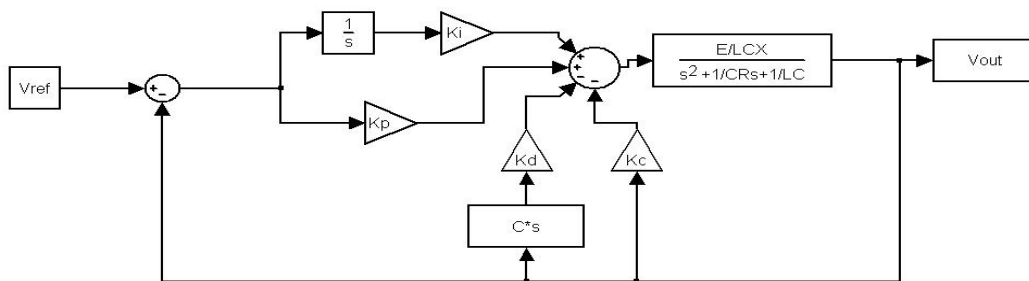 1
s
Ki
E/LCX
s2+1/CRs+1/LC
Vout
Vref
+
-
+
+
-
-
Kp
Kd
Kc
C*s